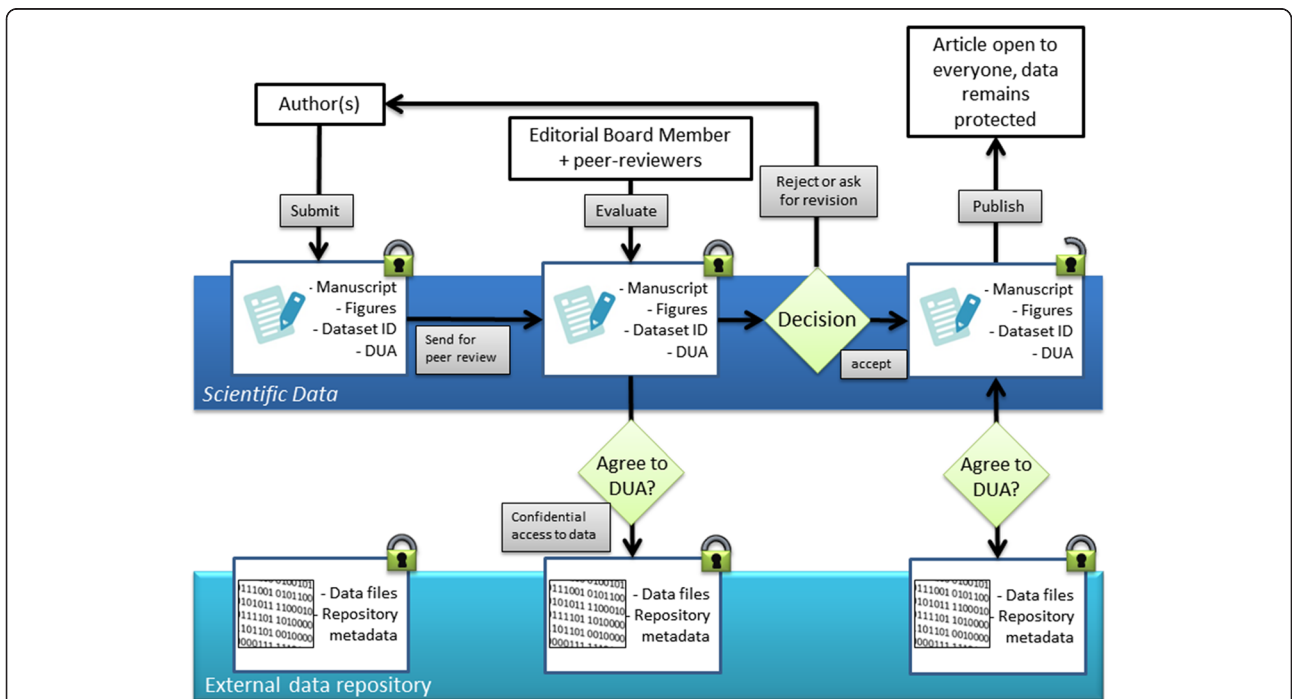 Article open to
everyone, data
remains
protected
Author(s)
Editorial Board Member
+ peer-reviewers
Reject or ask
for revision
Submit
Evaluate
Publish
- Manuscript
- Figures
- Dataset ID
- DUA
Send for
peer review
- Manuscript
- Figures
- Dataset ID
- DUA
Decision
accept
- Manuscript
- Figures
- Dataset ID
- DUA
Scientific Data
Agree to
DUA?
Agree to
DUA?
Confidential
access to data
- Data files
- Repository
metadata
- Data files
- Repository
metadata
- Data files
- Repository
metadata
External data repository